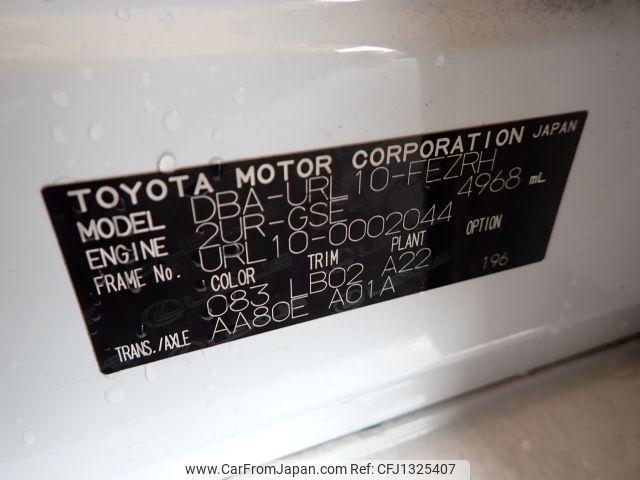 TOYOTA MOTOR CORPORATION JAPAN
MODEL DBA-URL10-FEZRH
ENGINE 2UR-GSE 4968 mL
FRAME No. URL10-0002044
COLOR TRIM PLANT OPTION
083 LB02 A22 196
TRANS./AXLE AA80E A01A
www.CarFromJapan.com - CFJ1325407